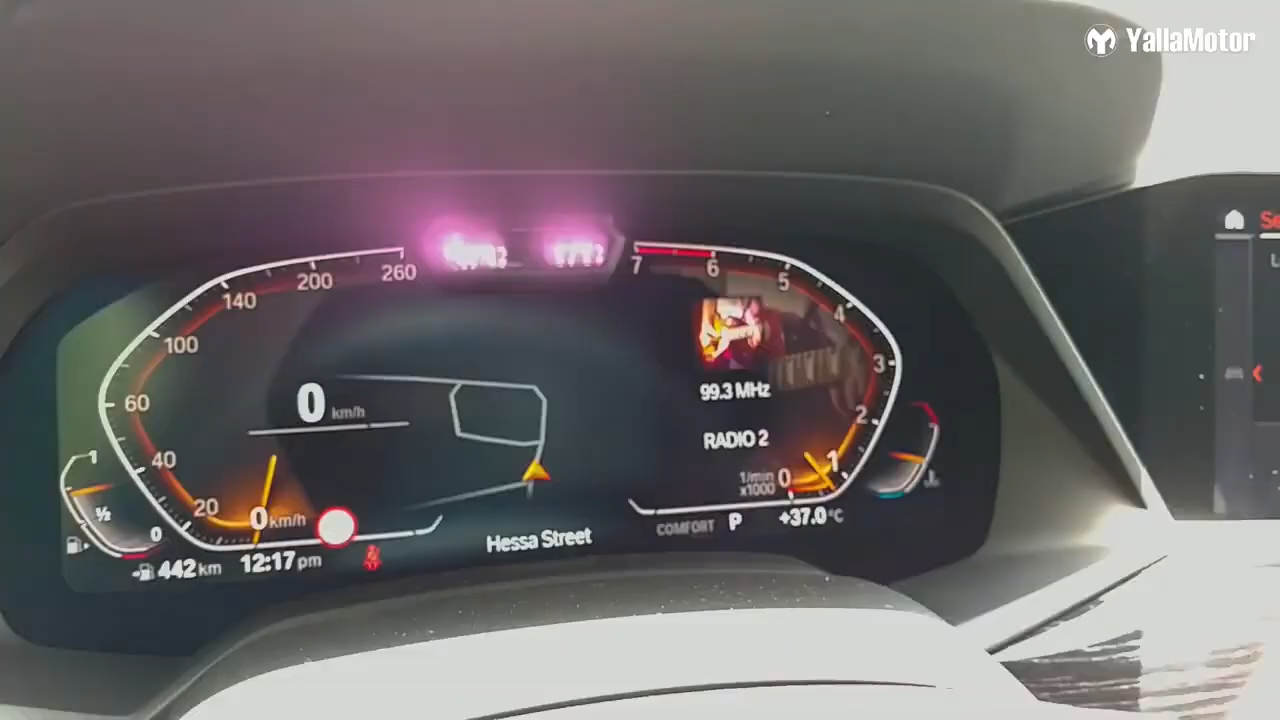 YallaMotor
260
200
140
100
60
40
20
0 km/h
0 km/h
1
½
0
442 km
12:17 pm
Hessa Street
7
6
5
4
3
2
1
0
1/min
x1000
99.3 MHz
RADIO 2
COMFORT P +37.0°C